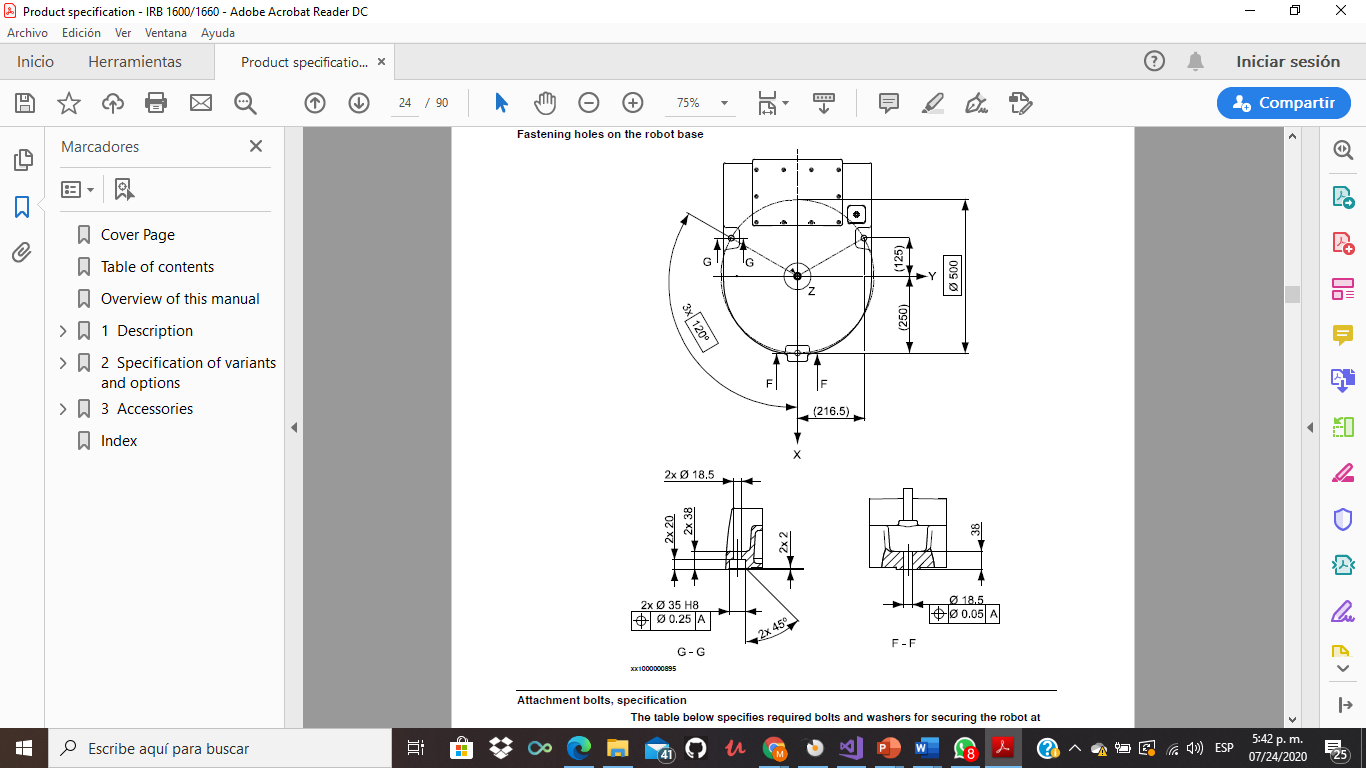 Product specification - IRB 1600/1660 - Adobe Acrobat Reader DC
Archivo Edición Ver Ventana Ayuda
Inicio Herramientas Product specificatio... Iniciar sesión
24 / 90 75% Compartir
Marcadores
Cover Page
Table of contents
Overview of this manual
1 Description
2 Specification of variants
and options
3 Accessories
Index
Fastening holes on the robot base
G G
Z
Y
(125)
(250)
Ø 500
3x 120º
F F
(216.5)
X
2x Ø 18.5
2x 20
2x 38
2x 2
2x Ø 35 H8
Ø 0.25 A
2x 45º
G - G
38
Ø 18.5
Ø 0.05 A
F - F
xx1000000895
Attachment bolts, specification
The table below specifies required bolts and washers for securing the robot at
Escribe aquí para buscar
41
8
ESP
5:42 p. m.
07/24/2020
25